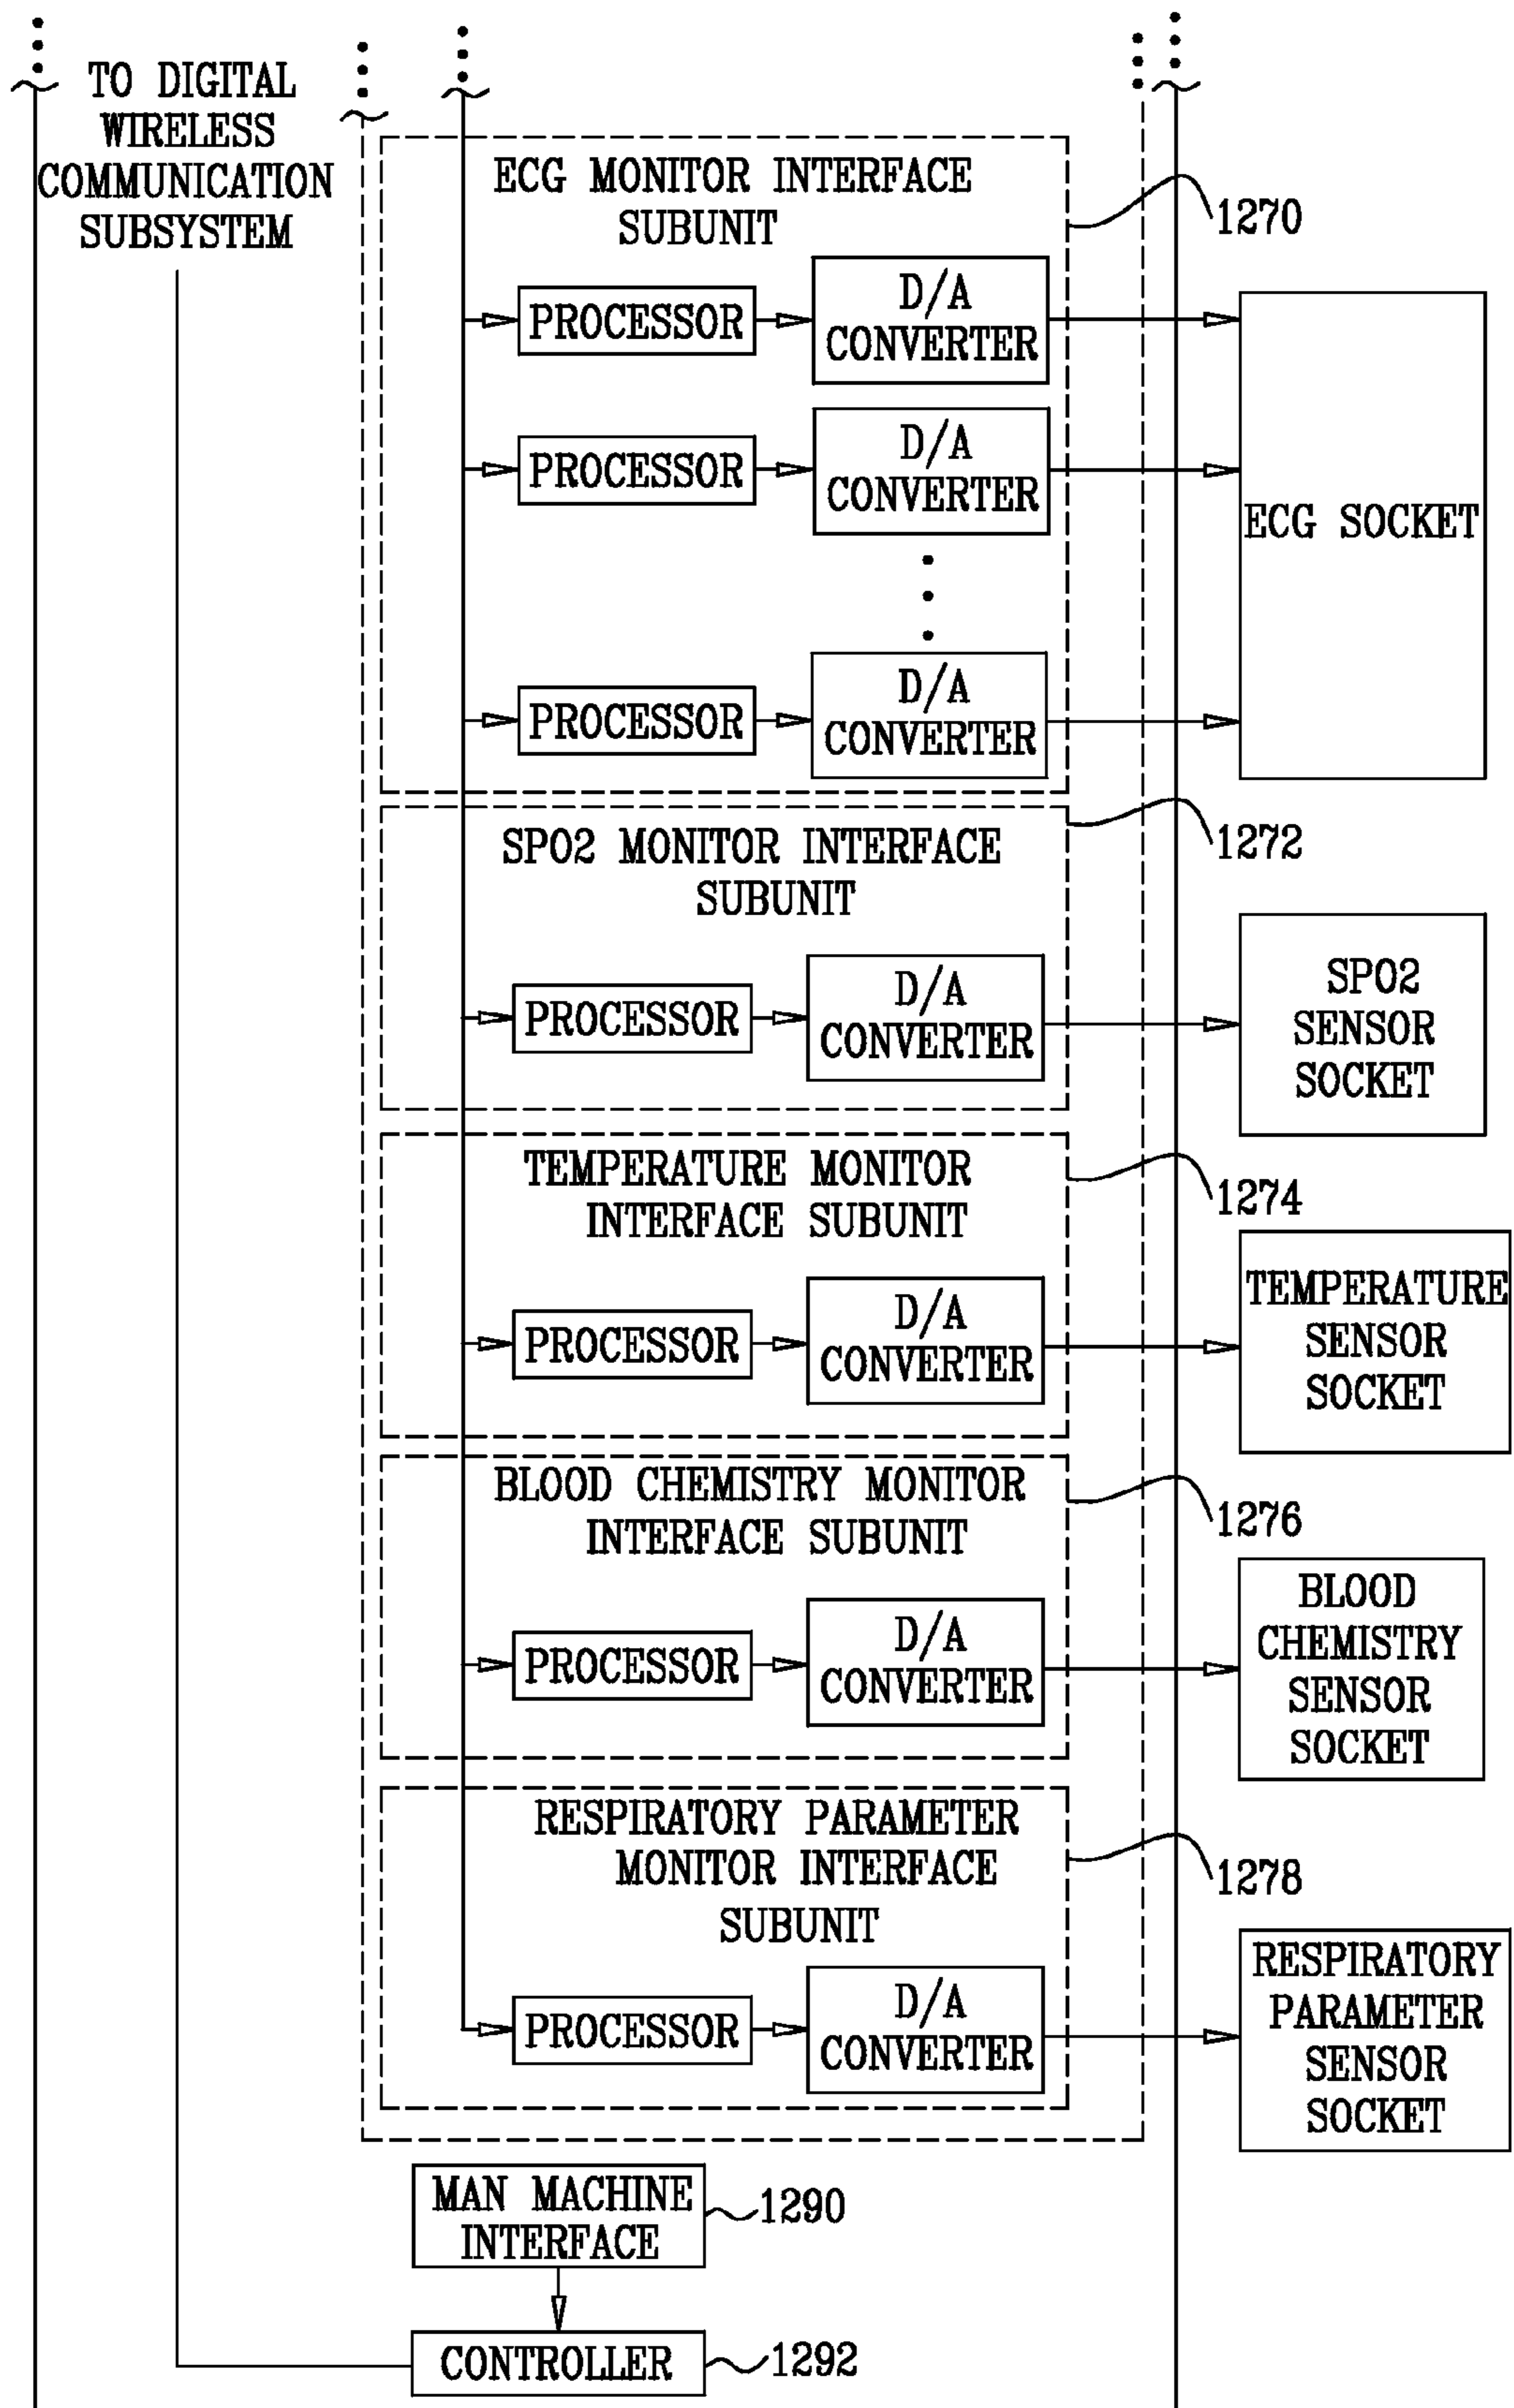 TO DIGITAL
WIRELESS
COMMUNICATION
SUBSYSTEM
ECG MONITOR INTERFACE
SUBUNIT
1270
PROCESSOR
D/A
CONVERTER
PROCESSOR
D/A
CONVERTER
PROCESSOR
D/A
CONVERTER
ECG SOCKET
SPO2 MONITOR INTERFACE
SUBUNIT
1272
PROCESSOR
D/A
CONVERTER
SPO2
SENSOR
SOCKET
TEMPERATURE MONITOR
INTERFACE SUBUNIT
1274
PROCESSOR
D/A
CONVERTER
TEMPERATURE
SENSOR
SOCKET
BLOOD CHEMISTRY MONITOR
INTERFACE SUBUNIT
1276
PROCESSOR
D/A
CONVERTER
BLOOD
CHEMISTRY
SENSOR
SOCKET
RESPIRATORY PARAMETER
MONITOR INTERFACE
SUBUNIT
1278
PROCESSOR
D/A
CONVERTER
RESPIRATORY
PARAMETER
SENSOR
SOCKET
MAN MACHINE
INTERFACE
1290
CONTROLLER
1292